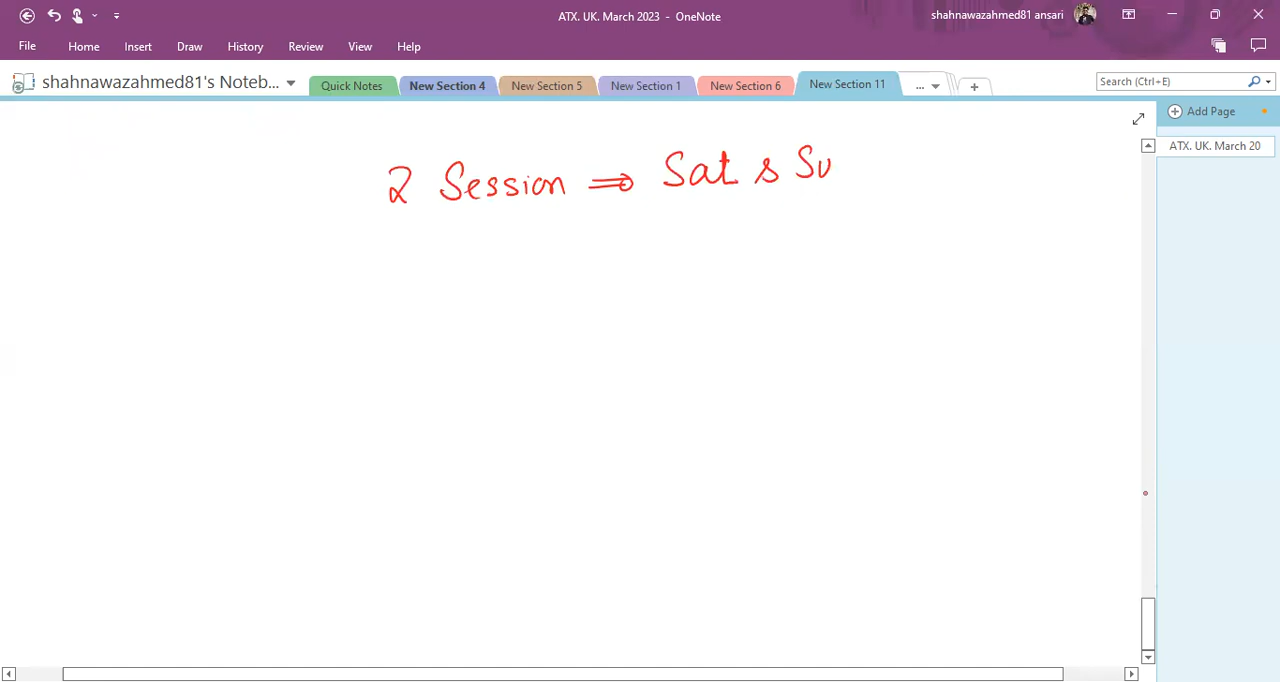 ATX. UK. March 2023 - OneNote
shahnawazahmed81 ansari
File Home Insert Draw History Review View Help
shahnawazahmed81's Noteb...
Quick Notes New Section 4 New Section 5 New Section 1 New Section 6 New Section 11 ...
Search (Ctrl+E)
Add Page
ATX. UK. March 20
2 Session ⇒ Sat & Su